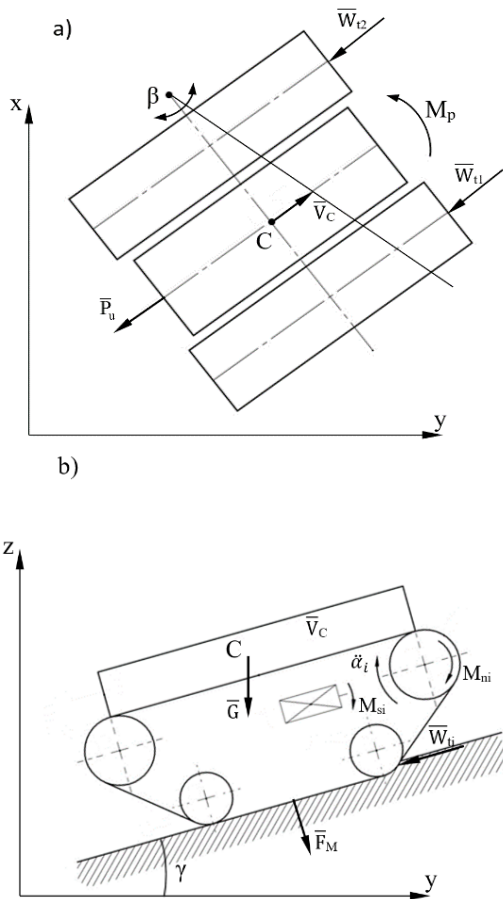 a)
W̅t2
x
β
Mp
W̅t1
V̅C
C
P̅u
y
b)
z
V̅C
C
α̈i
Mni
G̅
Msi
W̅ti
F̅M
γ
y